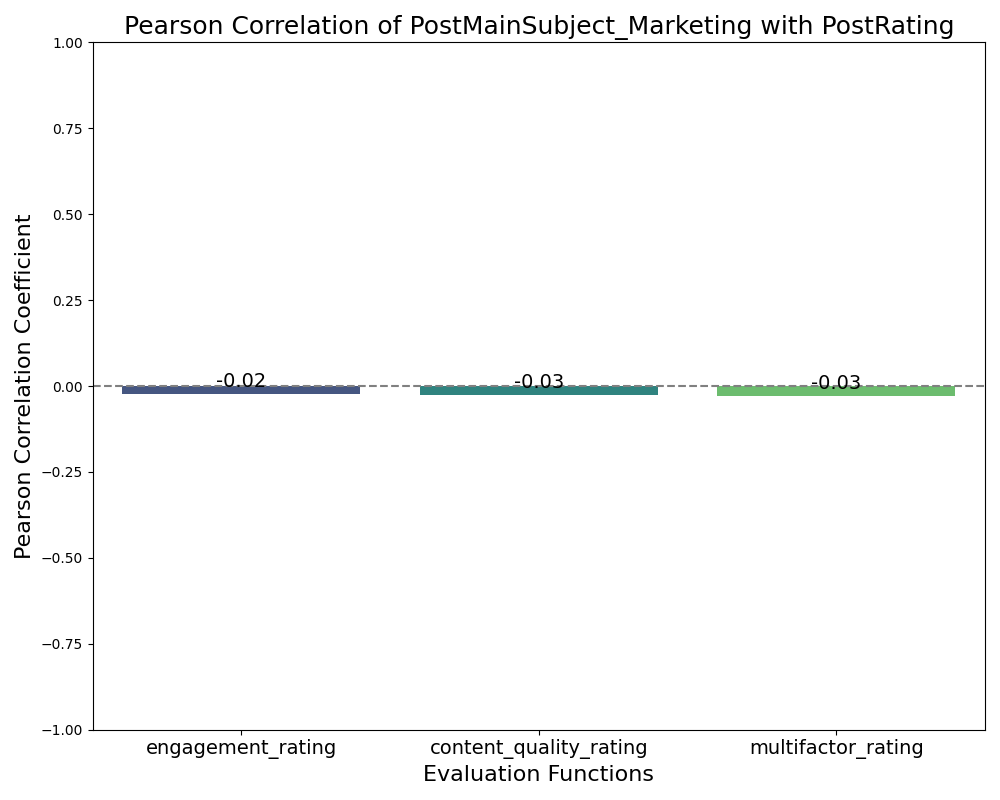 Pearson Correlation of PostMainSubject_Marketing with PostRating
Pearson Correlation Coefficient
1.00
0.75
0.50
0.25
0.00
−0.25
−0.50
−0.75
−1.00
-0.02
-0.03
-0.03
engagement_rating
content_quality_rating
multifactor_rating
Evaluation Functions